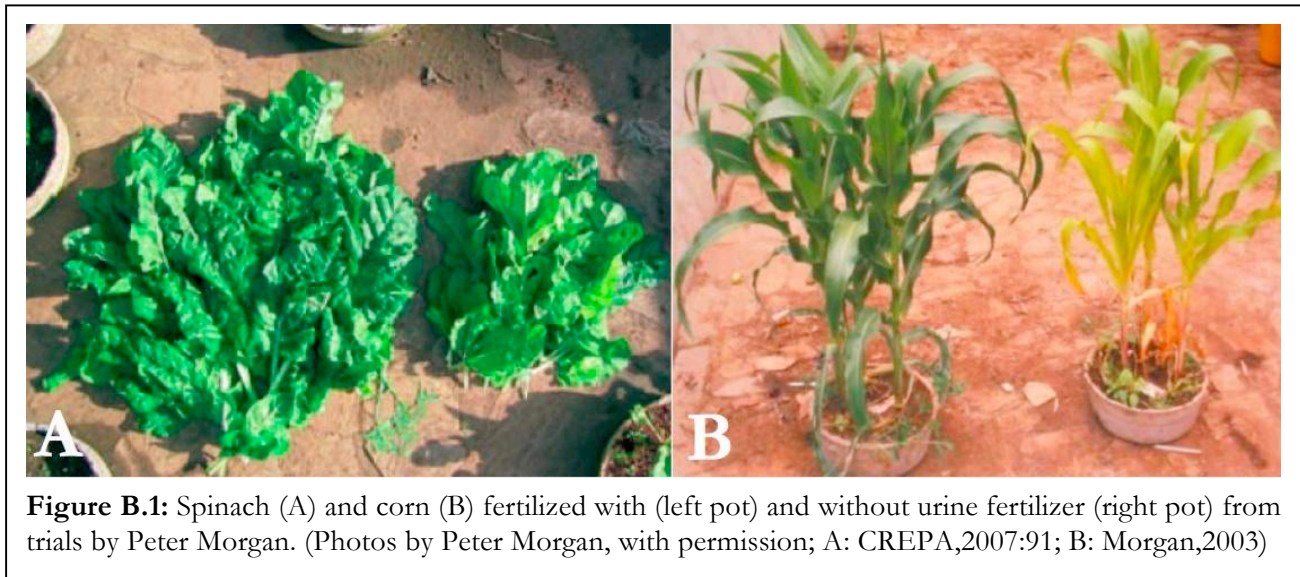 A
B
Figure B.1: Spinach (A) and corn (B) fertilized with (left pot) and without urine fertilizer (right pot) from
trials by Peter Morgan. (Photos by Peter Morgan, with permission; A: CREPA,2007:91; B: Morgan,2003)